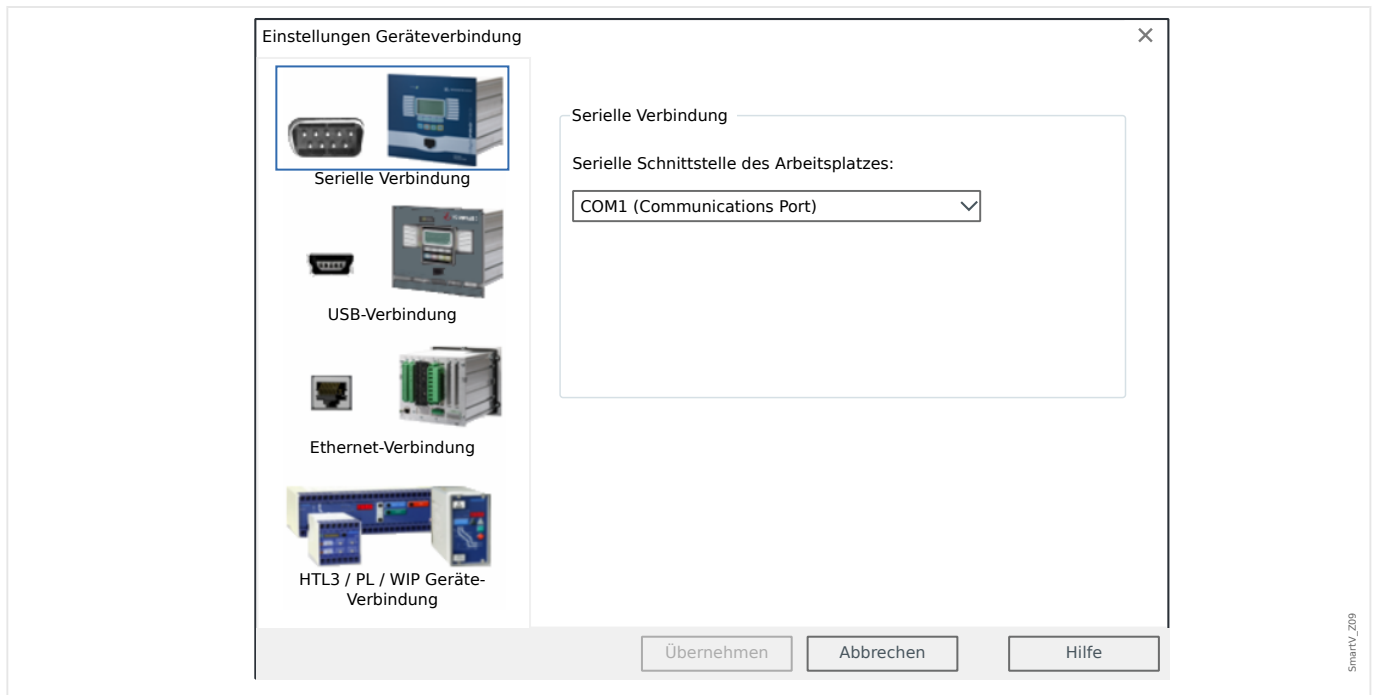 Einstellungen Geräteverbindung
Serielle Verbindung
USB-Verbindung
Ethernet-Verbindung
HTL3 / PL / WIP Geräte-
Verbindung
Serielle Verbindung
Serielle Schnittstelle des Arbeitsplatzes:
COM1 (Communications Port)
Übernehmen
Abbrechen
Hilfe
SmartV_Z09